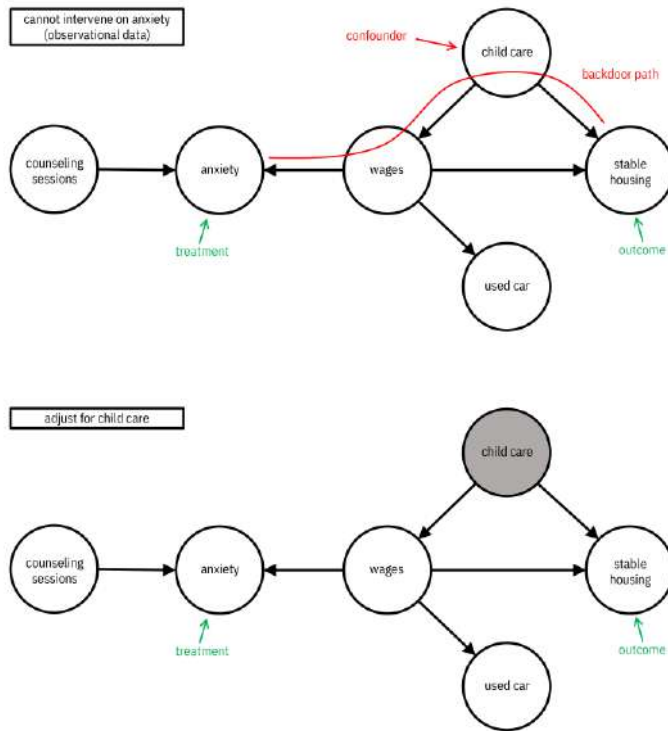 cannot intervene on anxiety
(observational data)
confounder
child care
backdoor path
counseling
sessions
anxiety
wages
stable
housing
treatment
outcome
used car
adjust for child care
child care
counseling
sessions
anxiety
wages
stable
housing
treatment
outcome
used car